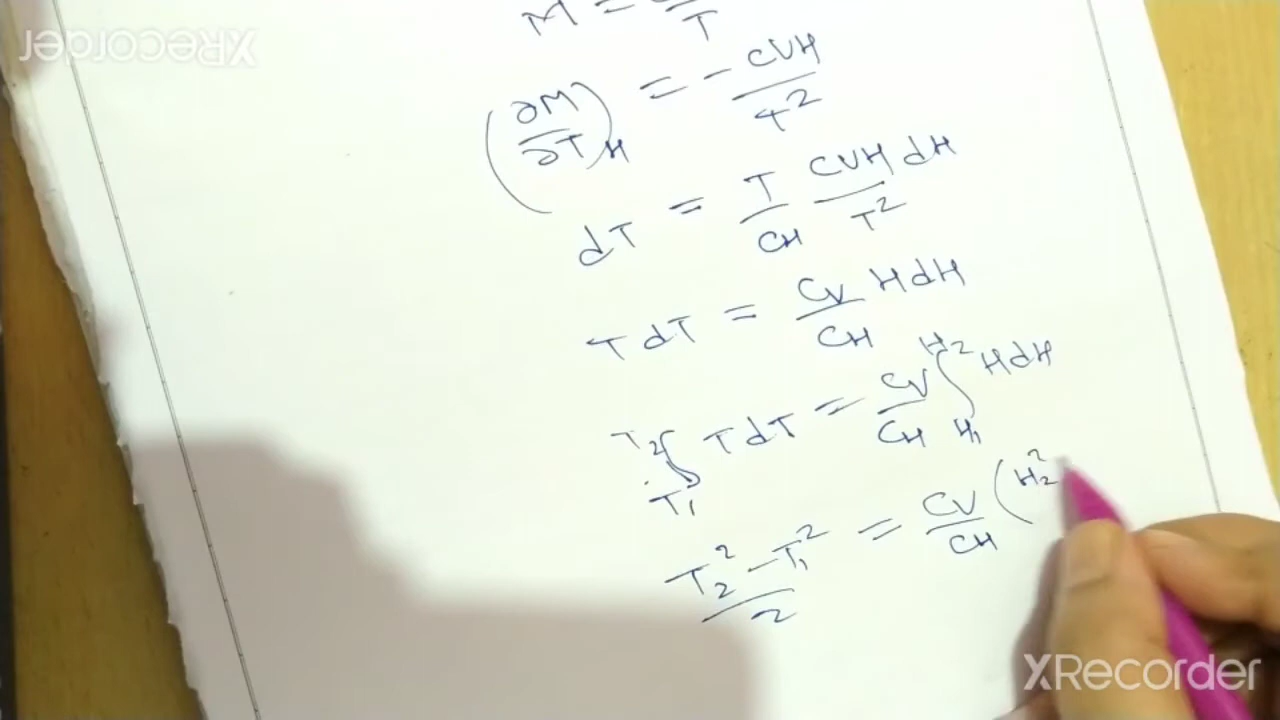 XRecorder
M = /T
(∂M/∂T)H = - CVH/T²
dT = T/CH CVH dH/T²
T dT = CV/CH H dH
T2∫T1 T dT = CV/CH H2∫H1 H dH
T2² - T1²/2 = CV/CH (H2²
XRecorder